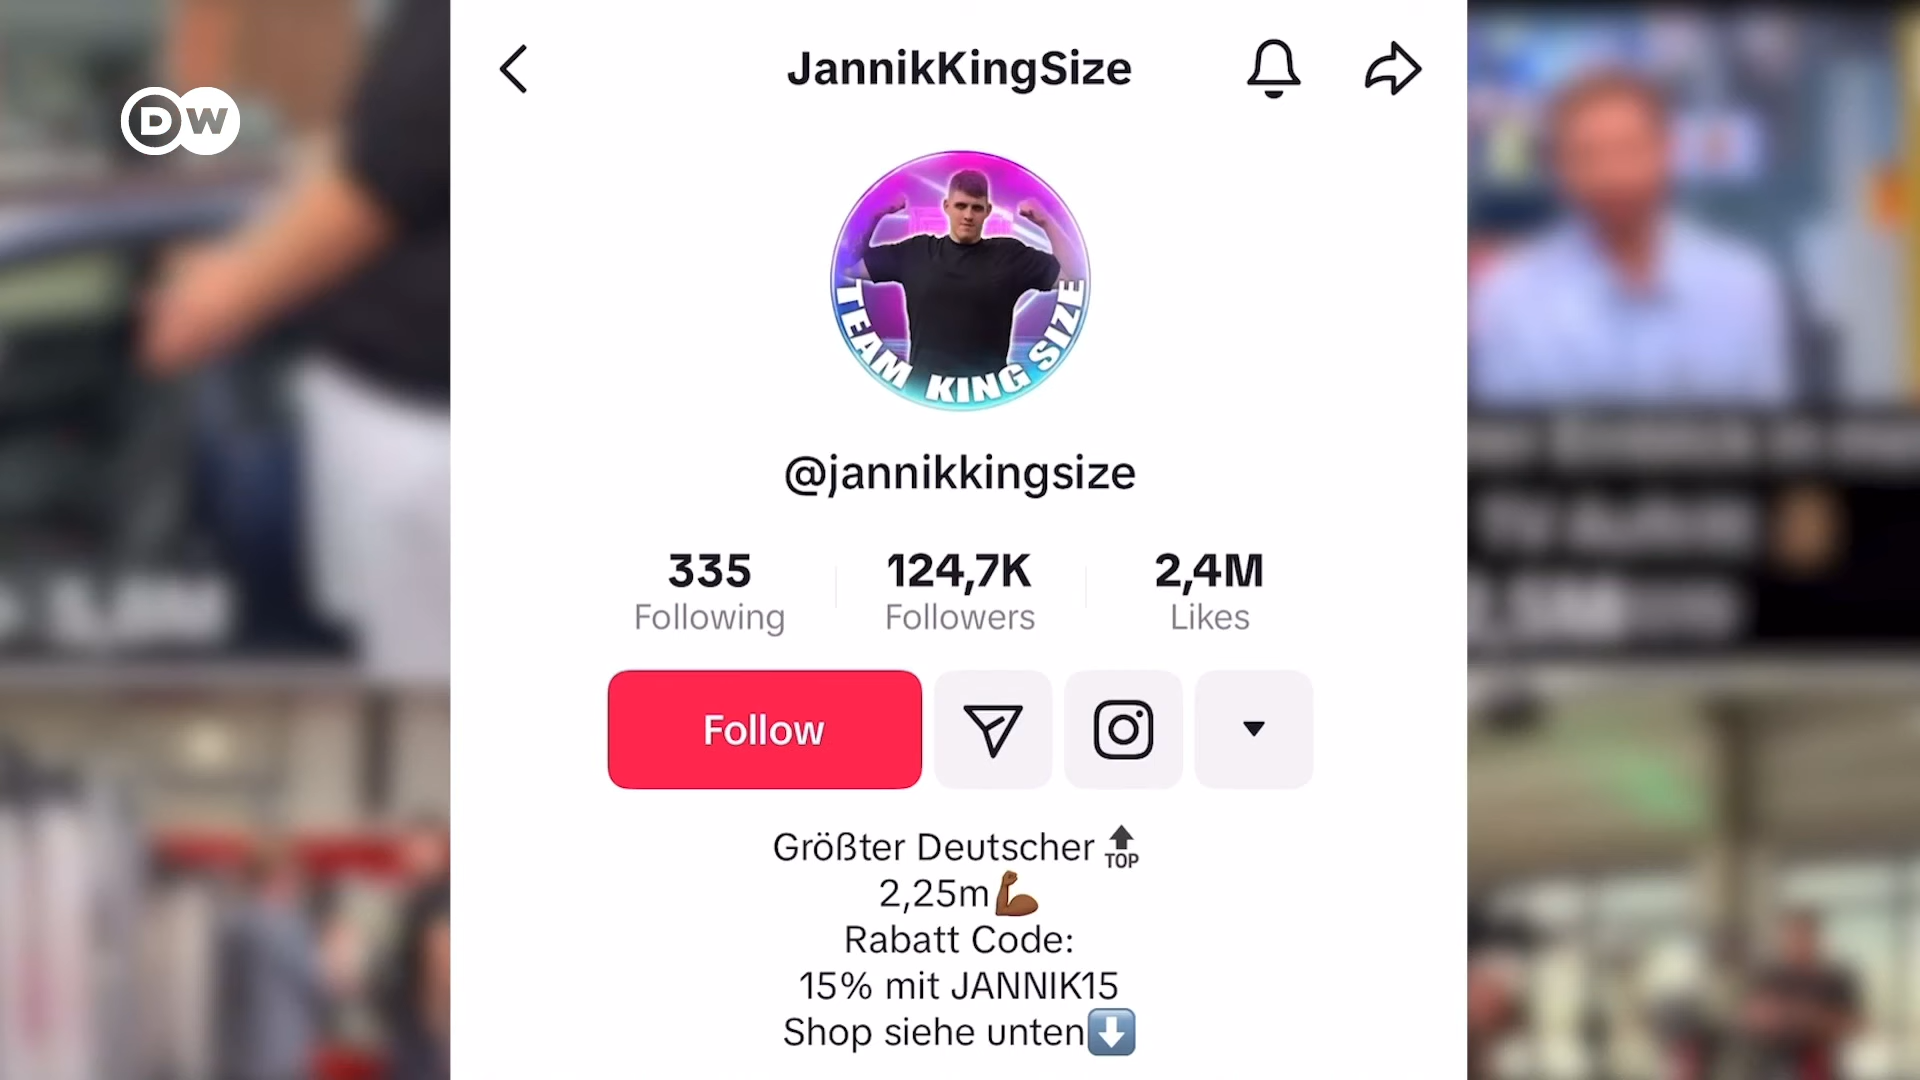 DW
JannikKingSize
TEAM KING SIZE
@jannikkingsize
335
Following
124,7K
Followers
2,4M
Likes
Follow
Größter Deutscher 🔝
TOP
2,25m💪🏾
Rabatt Code:
15% mit JANNIK15
Shop siehe unten⬇️